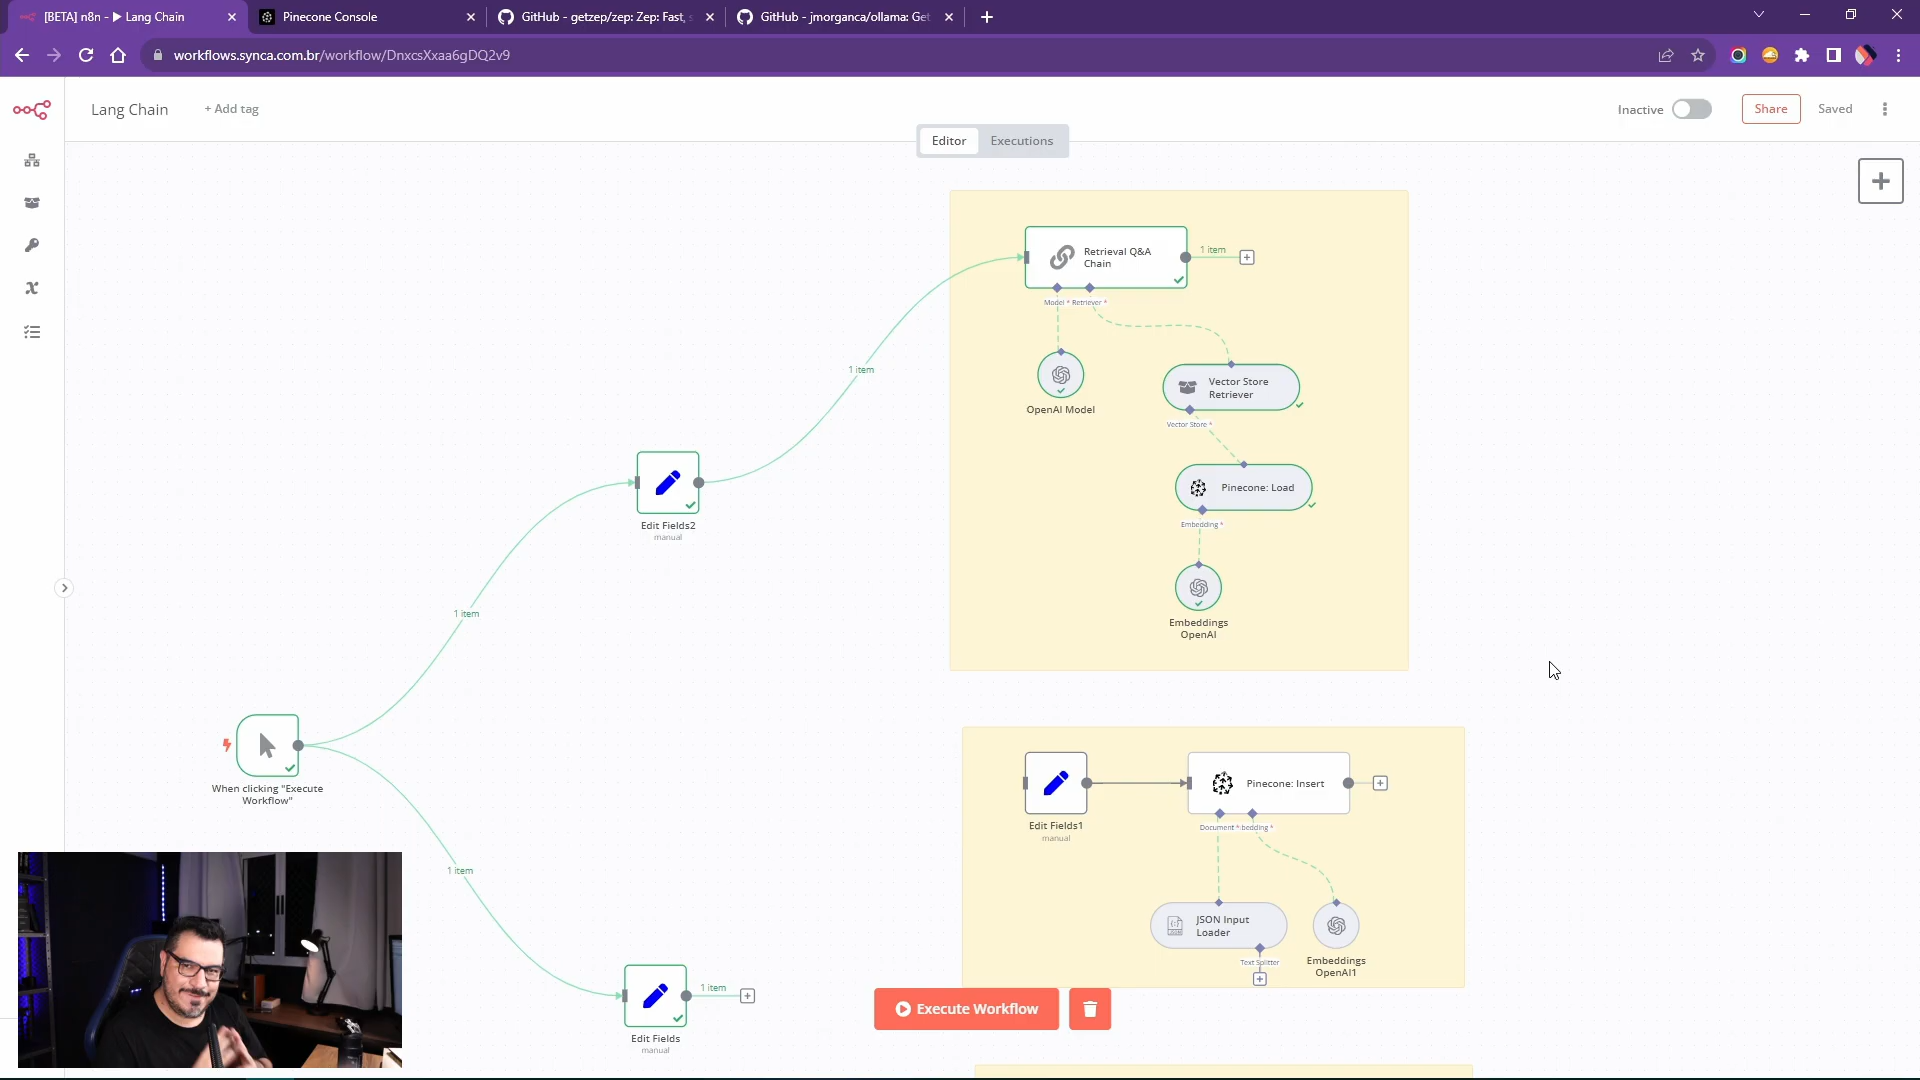 [BETA] n8n - ▶ Lang Chain
Pinecone Console
GitHub - getzep/zep: Zep: Fast, s
GitHub - jmorganca/ollama: Get
workflows.synca.com.br/workflow/DnxcsXxaa6gDQ2v9
Lang Chain
+ Add tag
Inactive
Share
Saved
Editor
Executions
Retrieval Q&A
Chain
1 item
Model *
Retriever *
OpenAI Model
Vector Store
Retriever
Vector Store *
Pinecone: Load
Embedding *
Embeddings
OpenAI
1 item
Edit Fields2
manual
1 item
When clicking "Execute
Workflow"
1 item
Edit Fields
manual
1 item
Edit Fields1
manual
Pinecone: Insert
Document *
bedding *
JSON Input
Loader
Text Splitter
Embeddings
OpenAI1
Execute Workflow